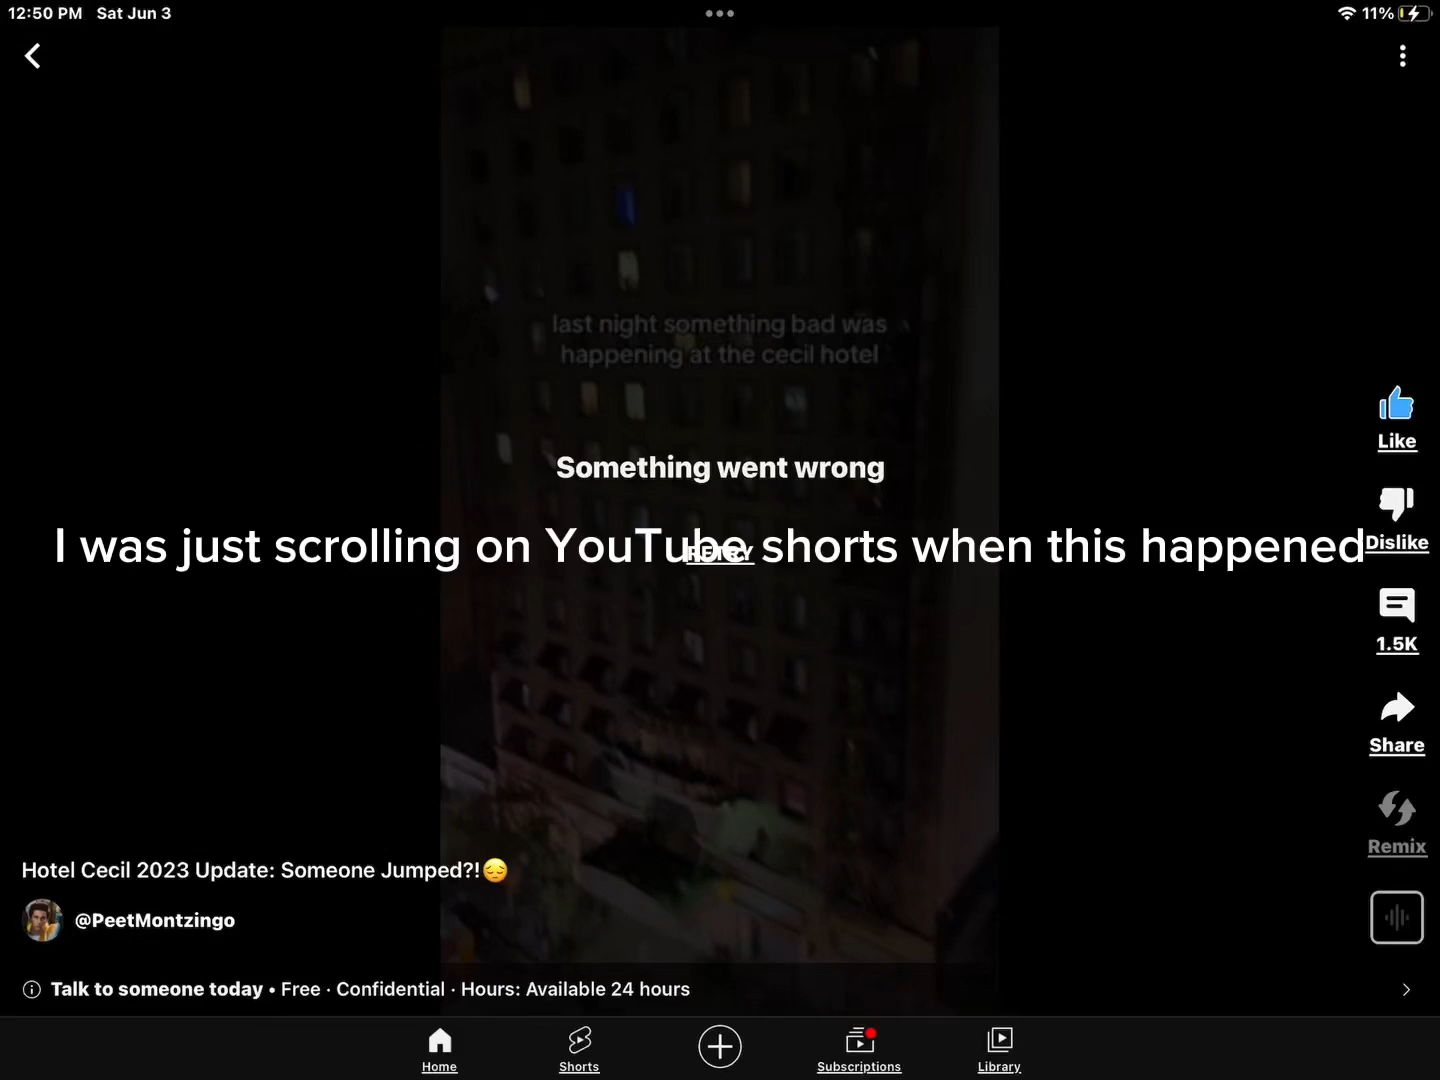 12:50 PM Sat Jun 3
11%
last night something bad was
happening at the cecil hotel
Something went wrong
I was just scrolling on YouTube shorts when this happened
RETRY
Like
Dislike
1.5K
Share
Remix
Hotel Cecil 2023 Update: Someone Jumped?!😔
@PeetMontzingo
Talk to someone today • Free · Confidential · Hours: Available 24 hours
Home
Shorts
Subscriptions
Library